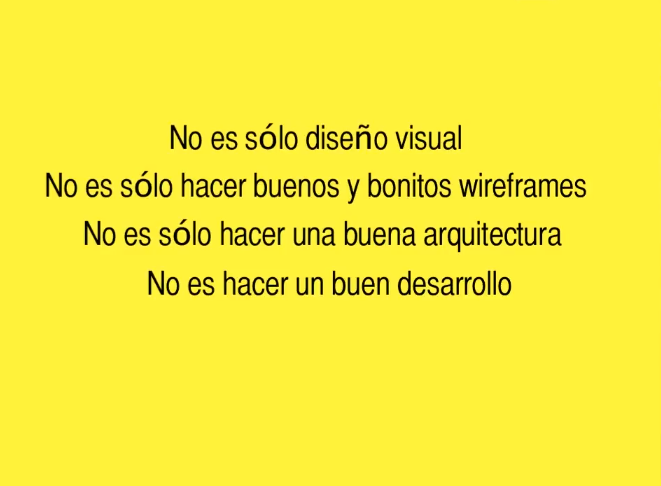 No es sólo diseño visual
No es sólo hacer buenos y bonitos wireframes
No es sólo hacer una buena arquitectura
No es hacer un buen desarrollo